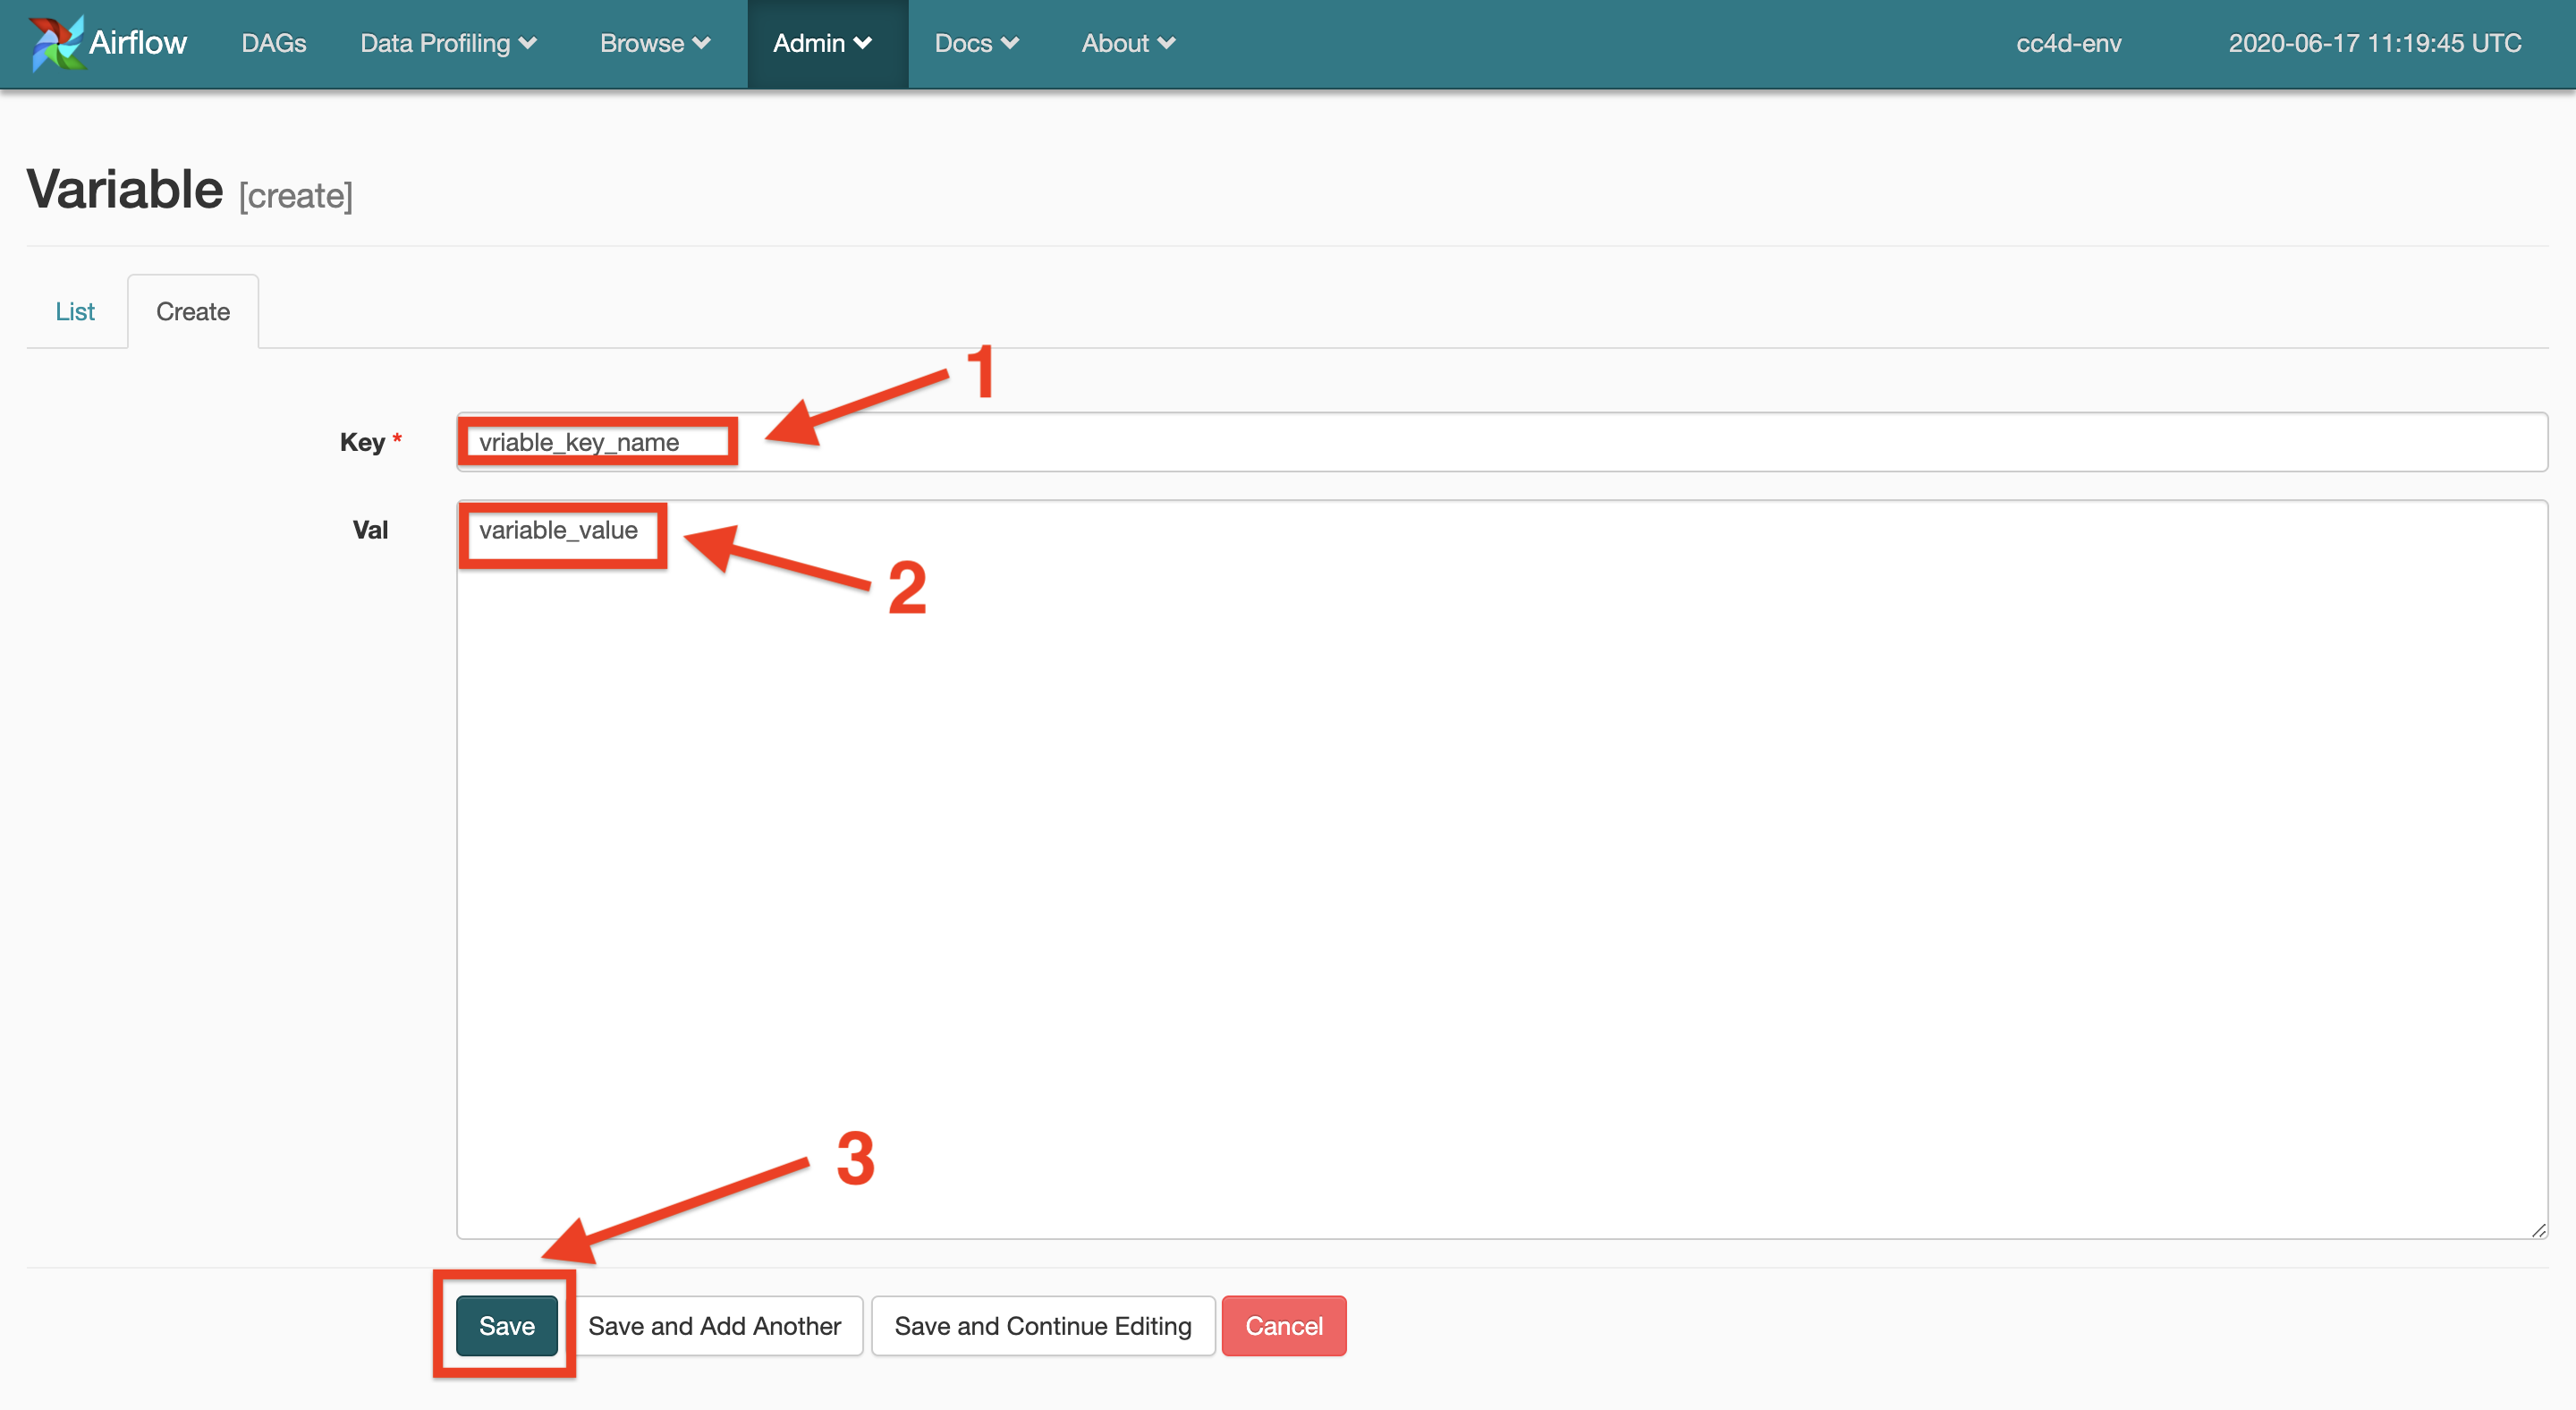 Airflow DAGs Data Profiling Browse Admin Docs About cc4d-env 2020-06-17 11:19:45 UTC
Variable [create]
List Create
1
Key * vriable_key_name
Val variable_value
2
3
Save Save and Add Another Save and Continue Editing Cancel